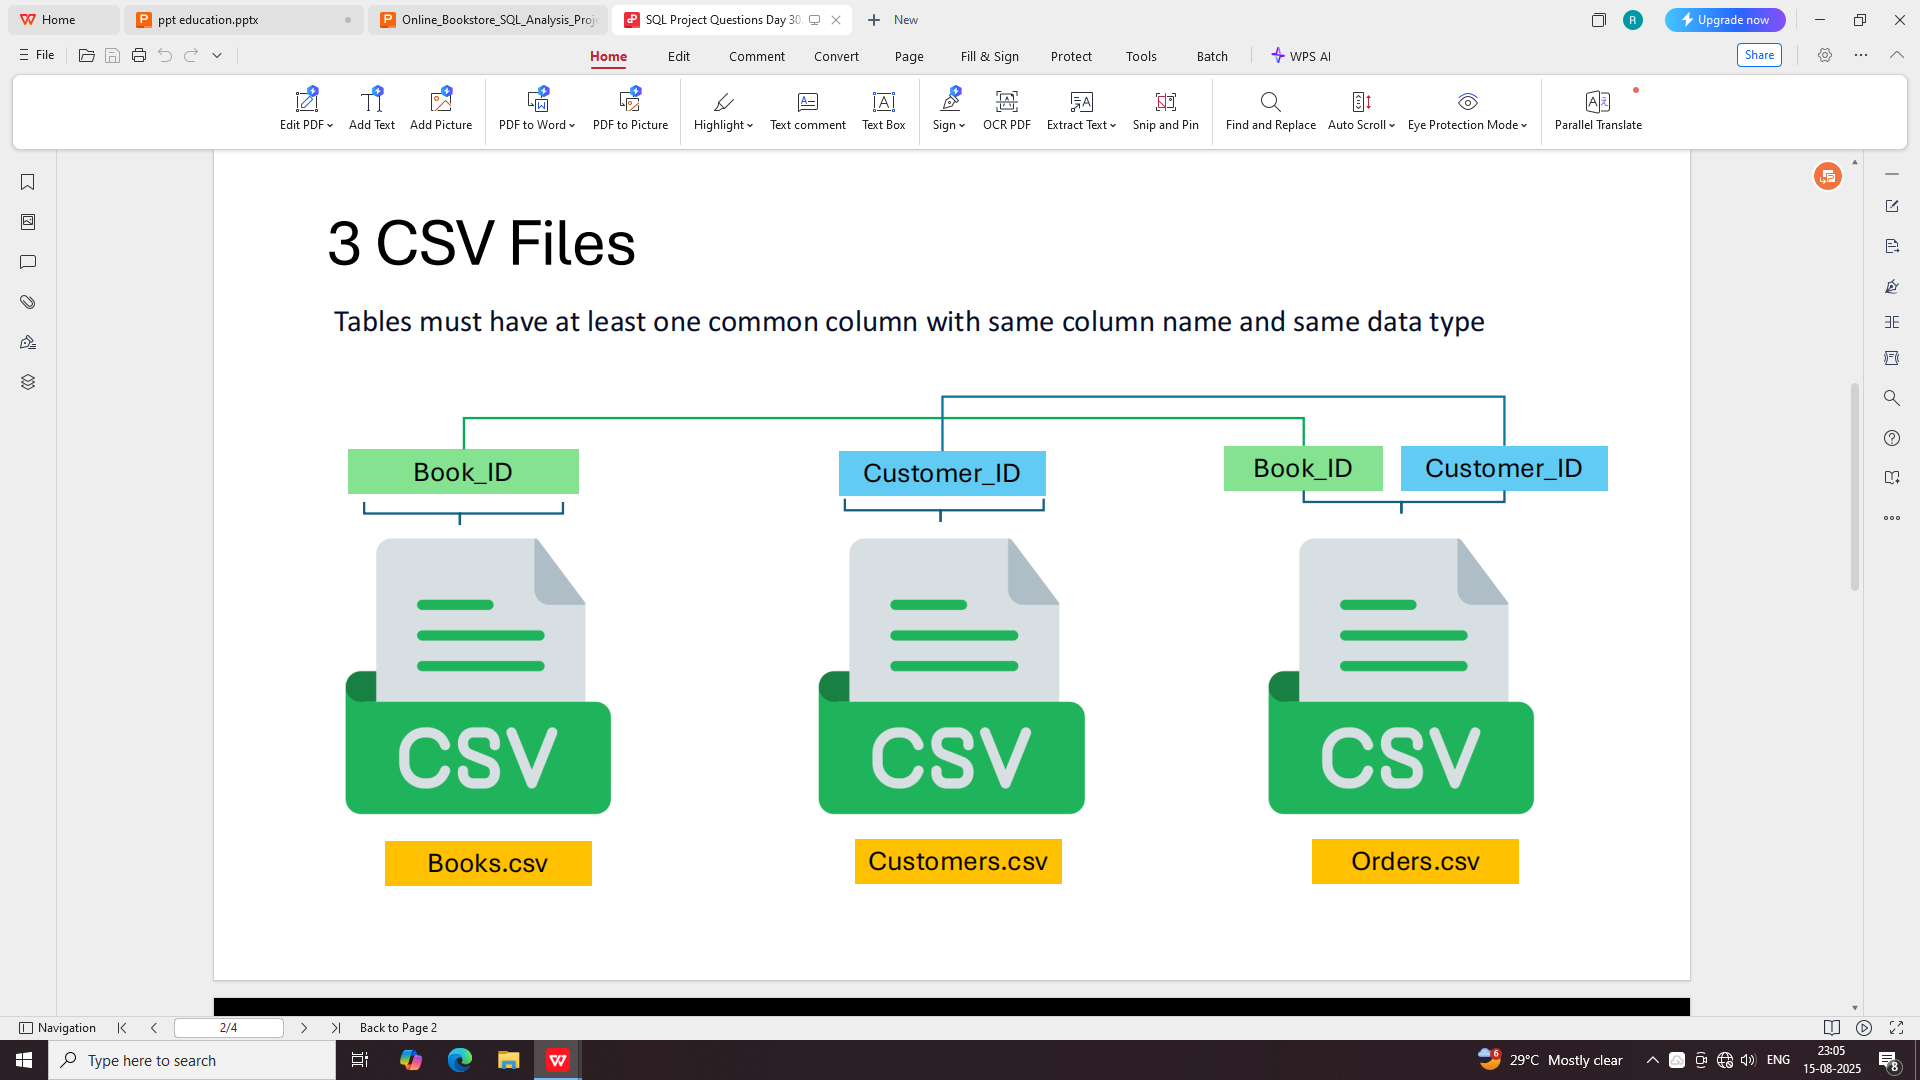 Home
ppt education.pptx
Online_Bookstore_SQL_Analysis_Proje
SQL Project Questions Day 30.
New
R
Upgrade now
File
Home
Edit
Comment
Convert
Page
Fill & Sign
Protect
Tools
Batch
WPS AI
Share
Edit PDF
Add Text
Add Picture
PDF to Word
PDF to Picture
Highlight
Text comment
Text Box
Sign
OCR PDF
Extract Text
Snip and Pin
Find and Replace
Auto Scroll
Eye Protection Mode
Parallel Translate
3 CSV Files
Tables must have at least one common column with same column name and same data type
Book_ID
Customer_ID
Book_ID
Customer_ID
CSV
CSV
CSV
Books.csv
Customers.csv
Orders.csv
Navigation
2/4
Back to Page 2
Type here to search
6
29°C Mostly clear
ENG
23:05
15-08-2025
8